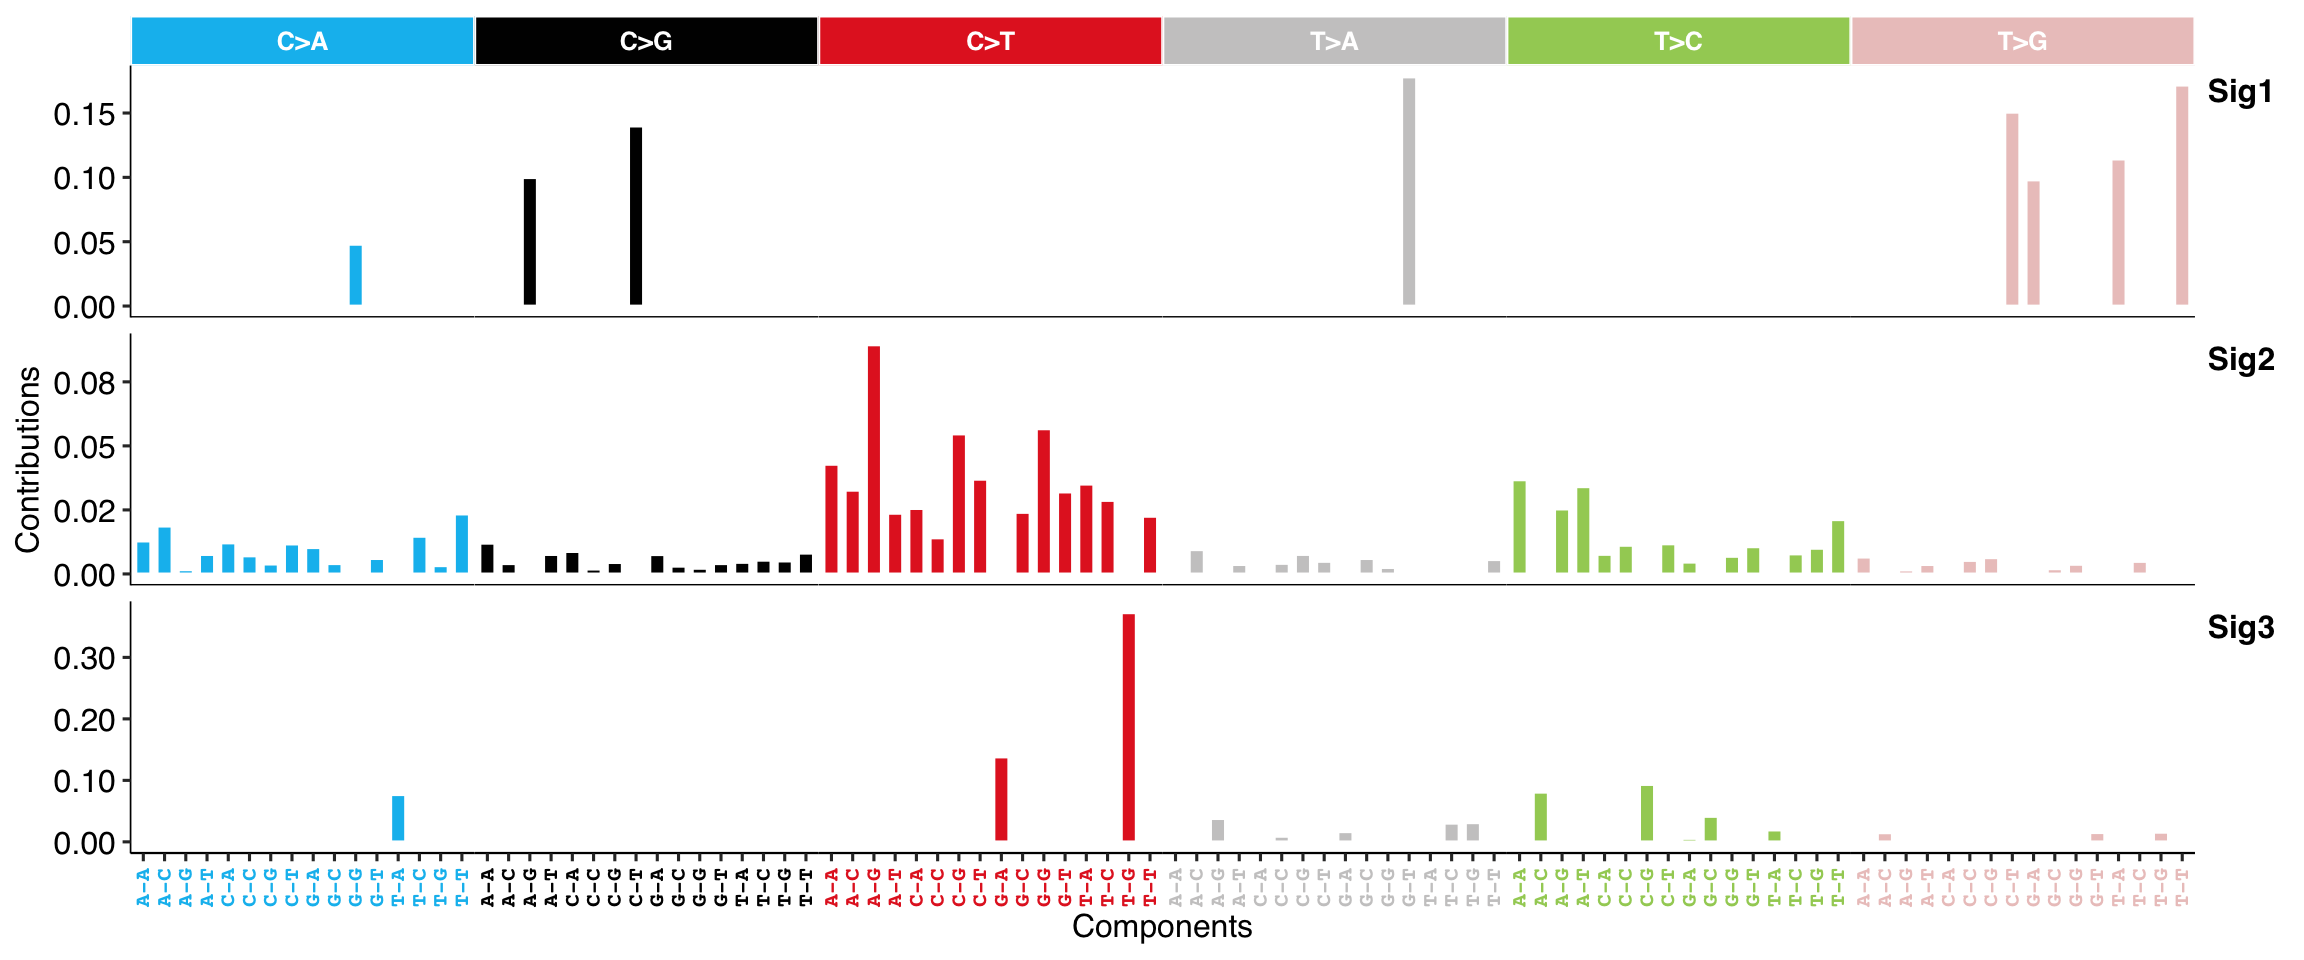 C>A C>G C>T T>A T>C T>G
Sig1
0.15
0.10
0.05
0.00
Sig2
0.08
0.05
0.02
0.00
Sig3
0.30
0.20
0.10
0.00
Contributions
A-A A-C A-G A-T C-A C-C C-G C-T G-A G-C G-G G-T T-A T-C T-G T-T A-A A-C A-G A-T C-A C-C C-G C-T G-A G-C G-G G-T T-A T-C T-G T-T A-A A-C A-G A-T C-A C-C C-G C-T G-A G-C G-G G-T T-A T-C T-G T-T A-A A-C A-G A-T C-A C-C C-G C-T G-A G-C G-G G-T T-A T-C T-G T-T A-A A-C A-G A-T C-A C-C C-G C-T G-A G-C G-G G-T T-A T-C T-G T-T A-A A-C A-G A-T C-A C-C C-G C-T G-A G-C G-G G-T T-A T-C T-G T-T
Components